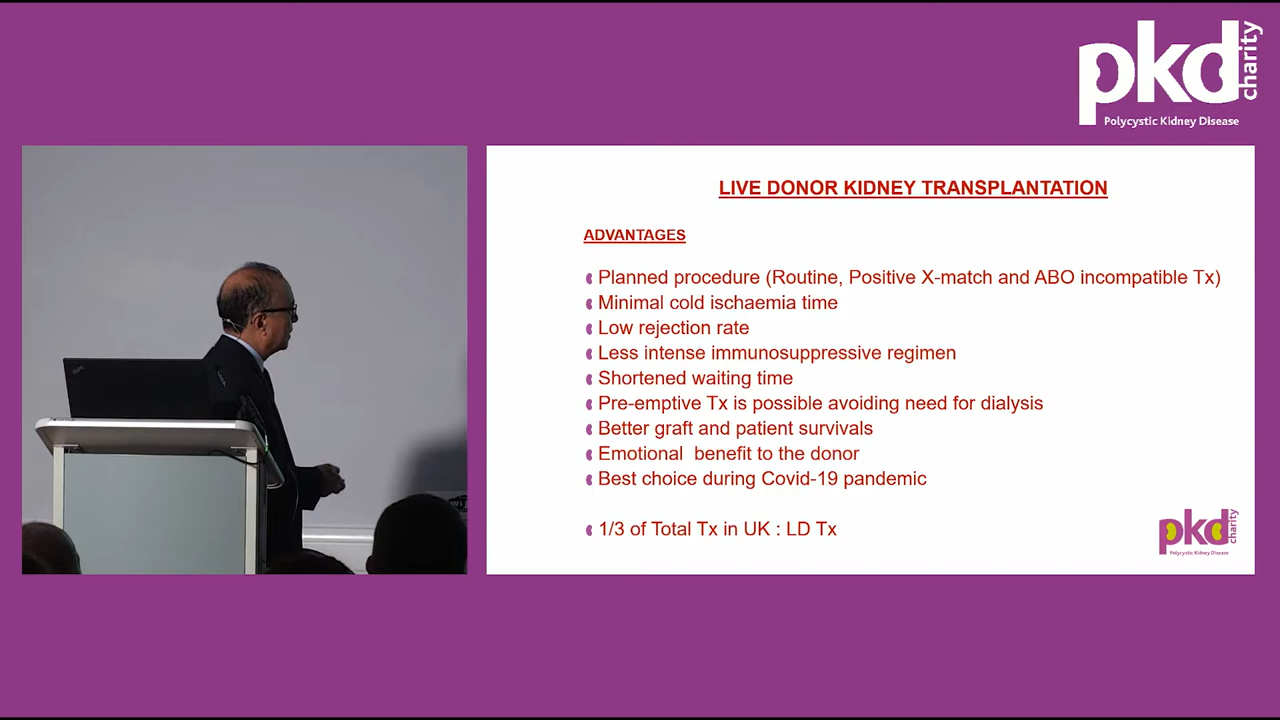 pkd charity
Polycystic Kidney Disease
LIVE DONOR KIDNEY TRANSPLANTATION
ADVANTAGES
Planned procedure (Routine, Positive X-match and ABO incompatible Tx)
Minimal cold ischaemia time
Low rejection rate
Less intense immunosuppressive regimen
Shortened waiting time
Pre-emptive Tx is possible avoiding need for dialysis
Better graft and patient survivals
Emotional  benefit to the donor
Best choice during Covid-19 pandemic
1/3 of Total Tx in UK : LD Tx
pkd charity
Polycystic Kidney Disease